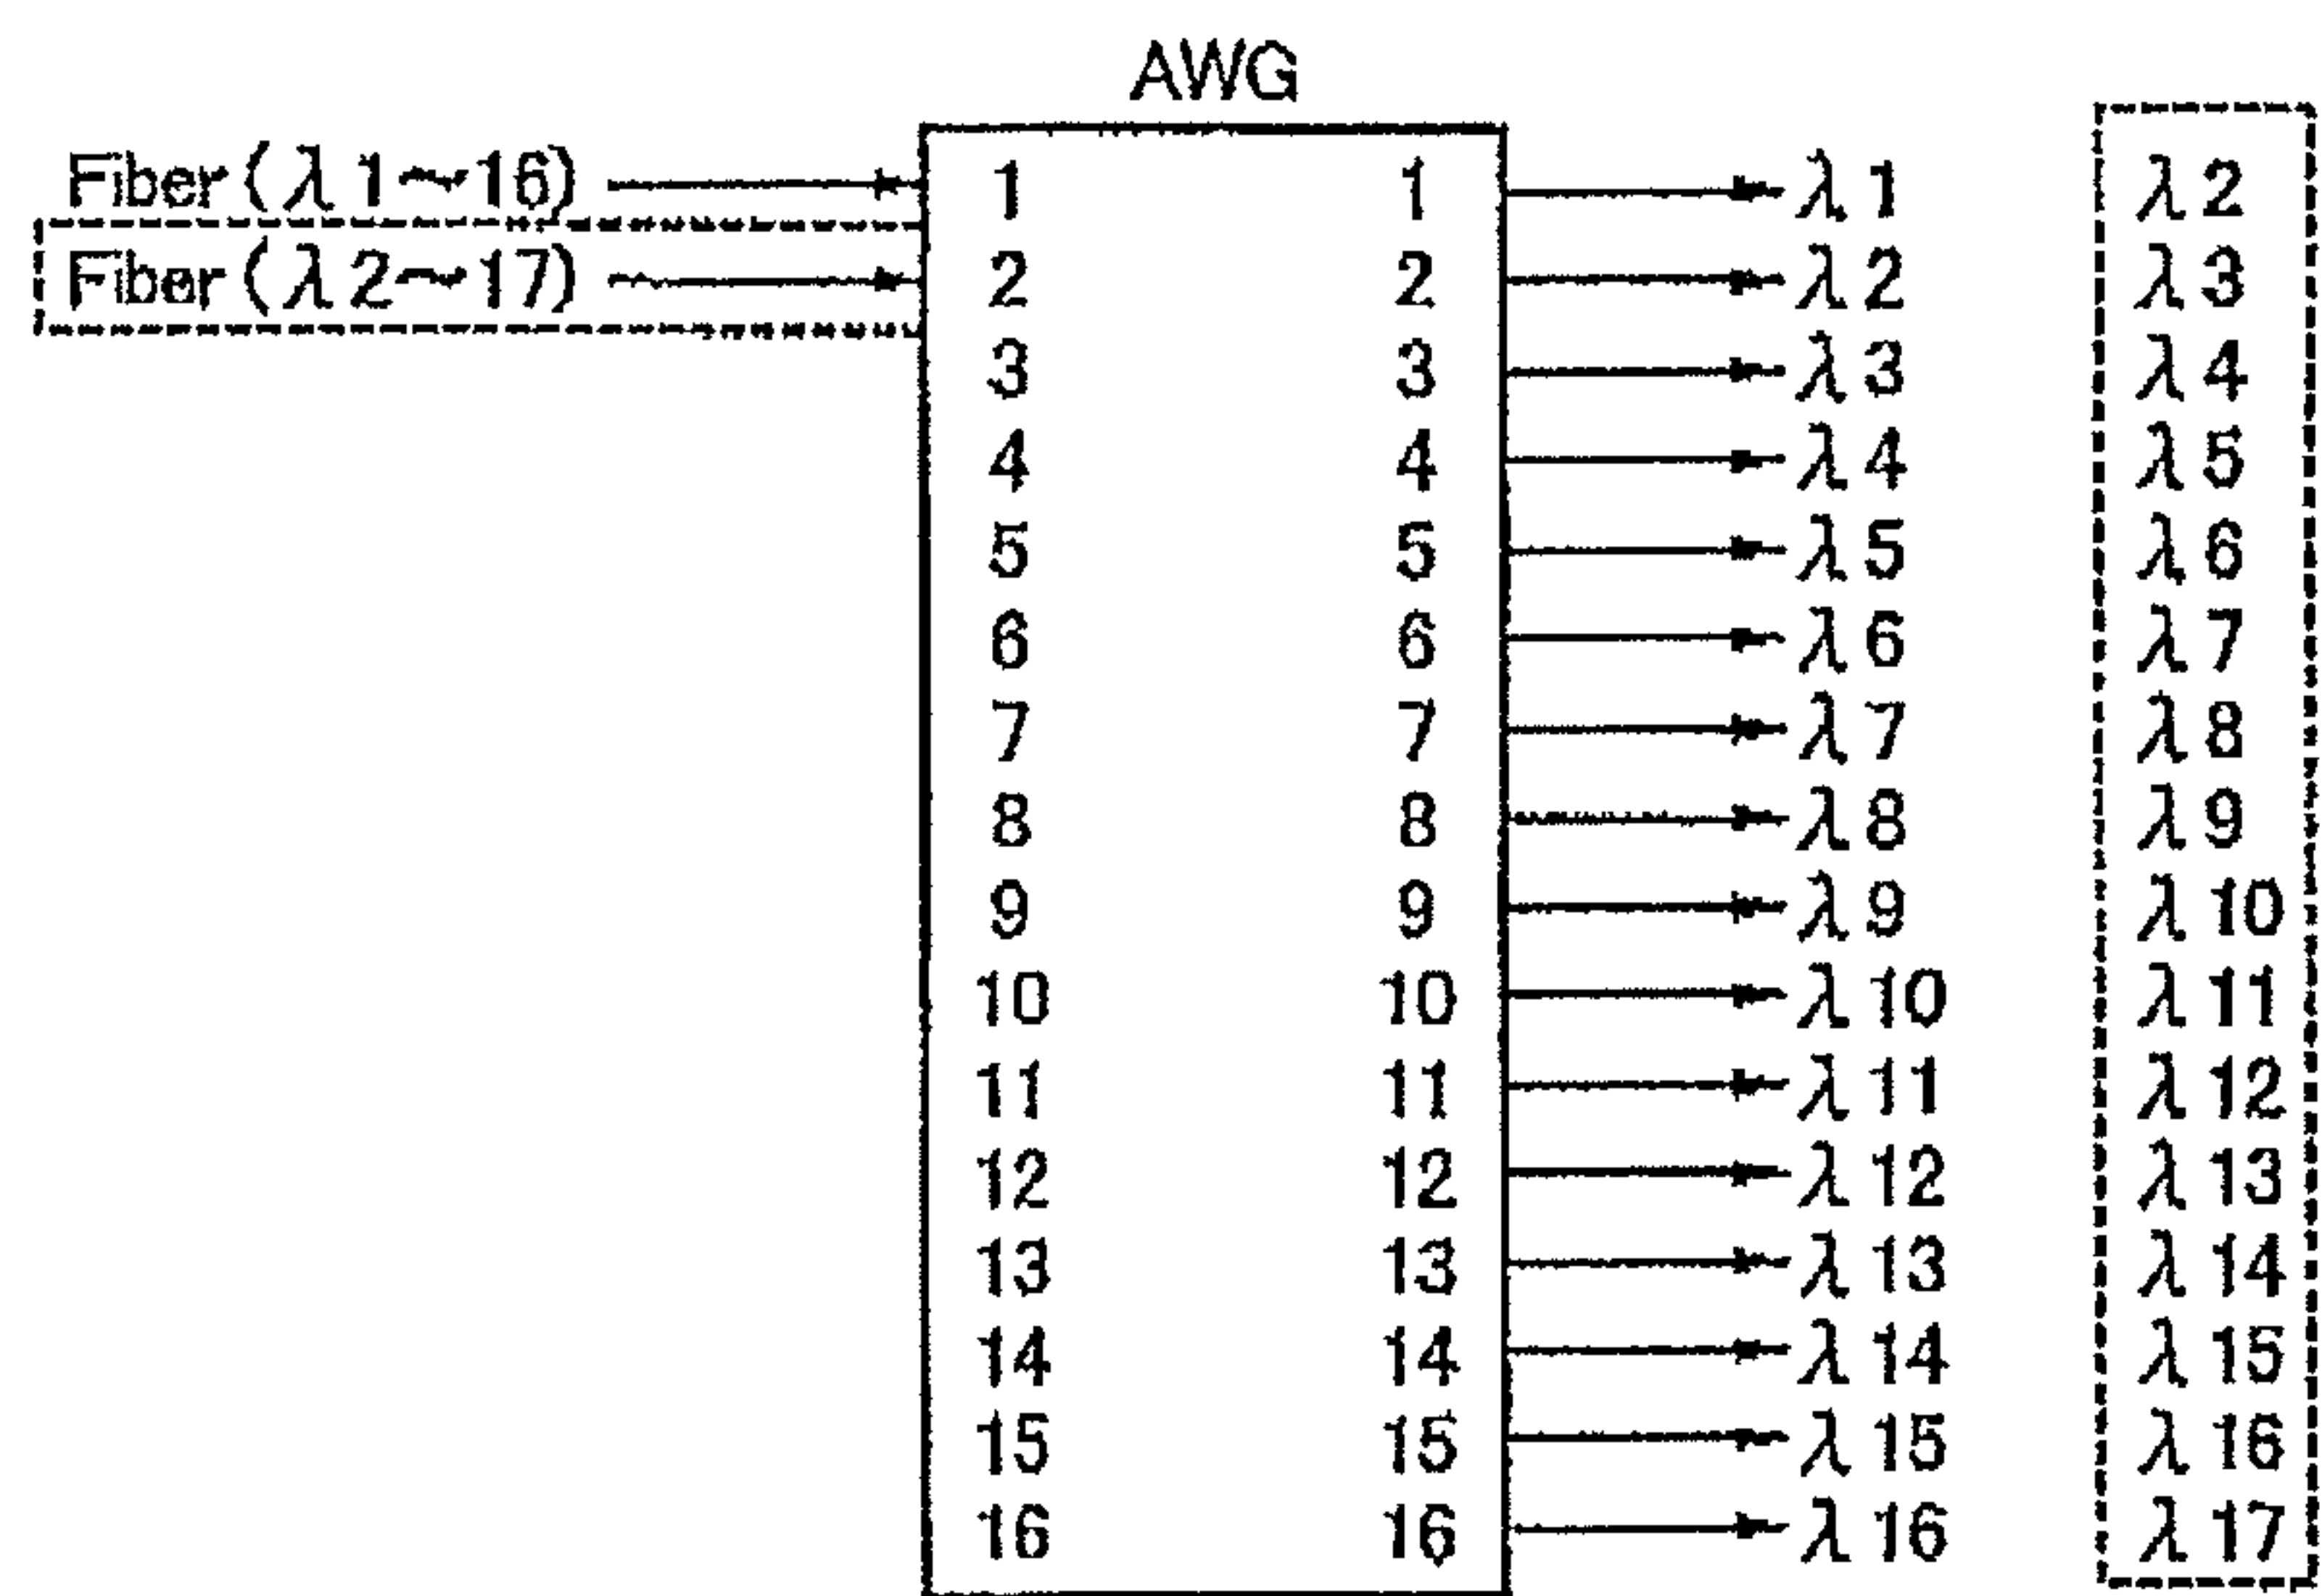 AWG
Fiber(λ1~16) 1 1 λ1 λ2
Fiber(λ2~17) 2 2 λ2 λ3
3 3 λ3 λ4
4 4 λ4 λ5
5 5 λ5 λ6
6 6 λ6 λ7
7 7 λ7 λ8
8 8 λ8 λ9
9 9 λ9 λ10
10 10 λ10 λ11
11 11 λ11 λ12
12 12 λ12 λ13
13 13 λ13 λ14
14 14 λ14 λ15
15 15 λ15 λ16
16 16 λ16 λ17